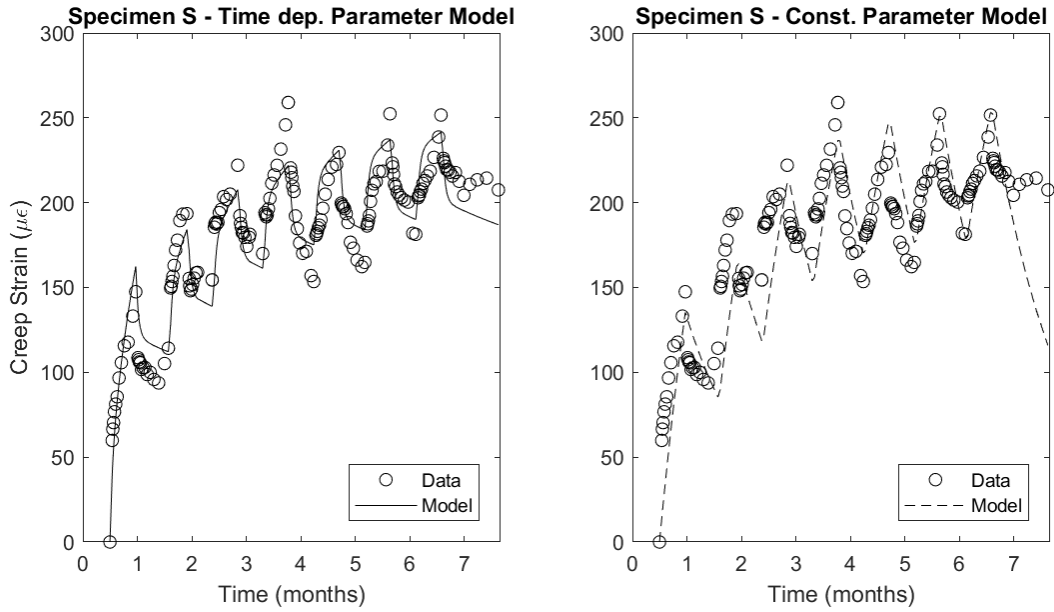 Specimen S - Time dep. Parameter Model
300
250
200
150
100
50
0
Creep Strain (με)
0 1 2 3 4 5 6 7
Time (months)
Data
Model
Specimen S - Const. Parameter Model
300
250
200
150
100
50
0
0 1 2 3 4 5 6 7
Time (months)
Data
Model